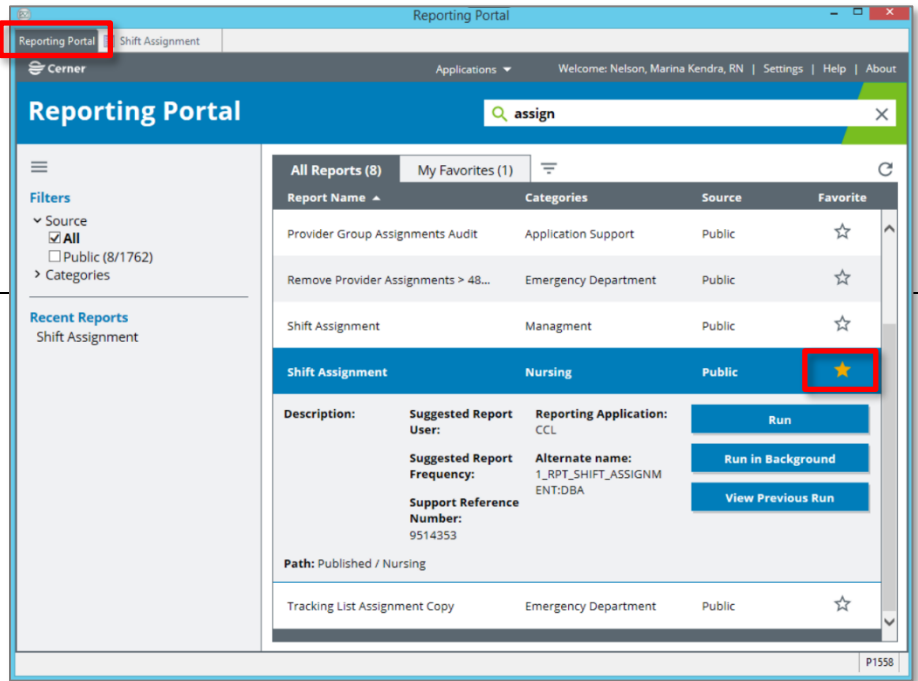 Reporting Portal
Reporting Portal Shift Assignment
Cerner Applications Welcome: Nelson, Marina Kendra, RN | Settings | Help | About
Reporting Portal assign
All Reports (8) My Favorites (1)
Filters
Source
All
Public (8/1762)
Categories
Recent Reports
Shift Assignment
Report Name Categories Source Favorite
Provider Group Assignments Audit Application Support Public
Remove Provider Assignments > 48... Emergency Department Public
Shift Assignment Managment Public
Shift Assignment Nursing Public
Description:
Suggested Report
User:
Suggested Report
Frequency:
Support Reference
Number:
9514353
Reporting Application:
CCL
Alternate name:
1_RPT_SHIFT_ASSIGNM
ENT:DBA
Run
Run in Background
View Previous Run
Path: Published / Nursing
Tracking List Assignment Copy Emergency Department Public
P1558